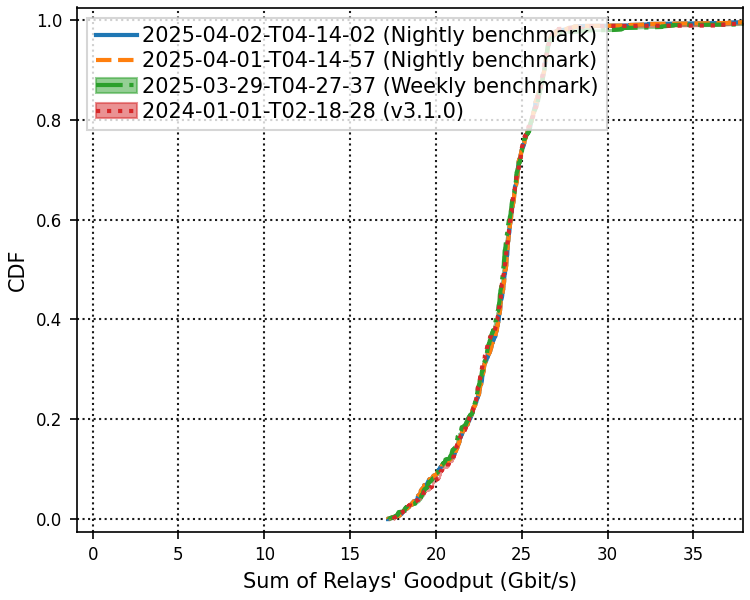 1.0
0.8
0.6
0.4
0.2
0.0
CDF
2025-04-02-T04-14-02 (Nightly benchmark)
2025-04-01-T04-14-57 (Nightly benchmark)
2025-03-29-T04-27-37 (Weekly benchmark)
2024-01-01-T02-18-28 (v3.1.0)
0 5 10 15 20 25 30 35
Sum of Relays' Goodput (Gbit/s)